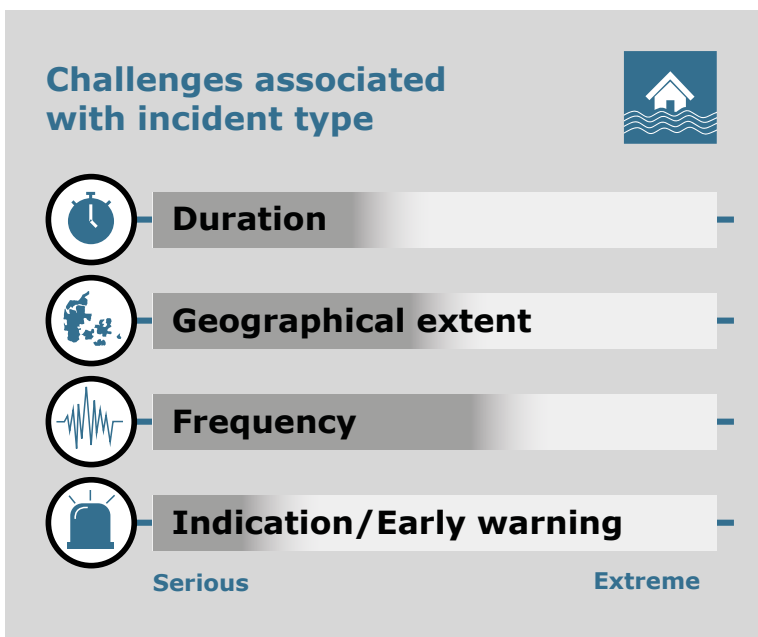 Challenges associated
with incident type
Duration
Geographical extent
Frequency
Indication/Early warning
Serious
Extreme